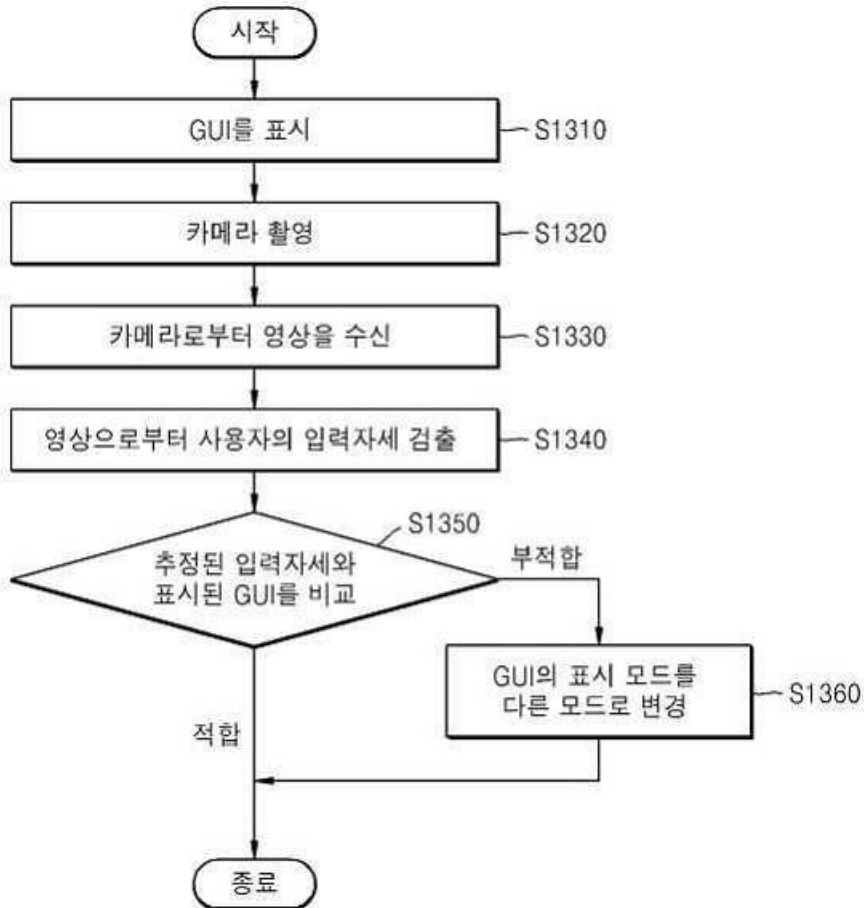 시작
GUI를 표시
S1310
카메라 촬영
S1320
카메라로부터 영상을 수신
S1330
영상으로부터 사용자의 입력자세 검출
S1340
S1350
추정된 입력자세와
표시된 GUI를 비교
부적합
GUI의 표시 모드를
다른 모드로 변경
S1360
적합
종료